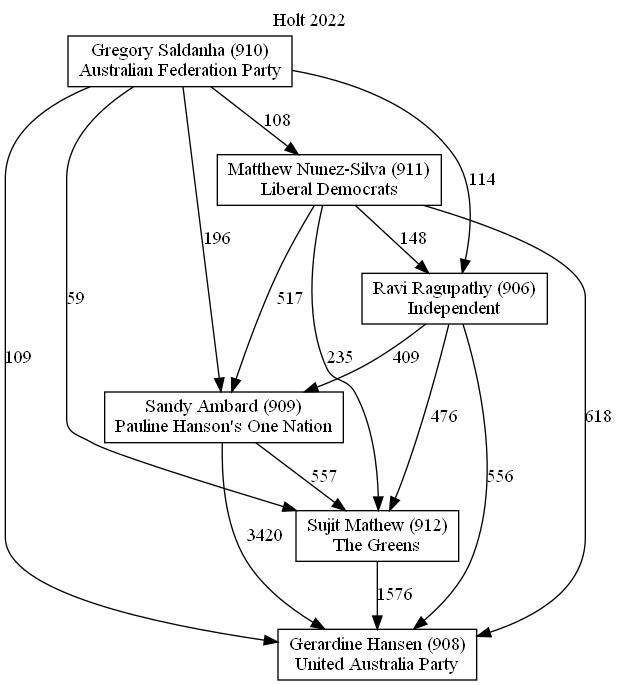 Holt 2022
Gregory Saldanha (910)
Australian Federation Party
108
Matthew Nunez-Silva (911)
Liberal Democrats
114
196
148
Ravi Ragupathy (906)
Independent
59
517
109
235
409
Sandy Ambard (909)
Pauline Hanson's One Nation
476
618
557
556
Sujit Mathew (912)
The Greens
3420
1576
Gerardine Hansen (908)
United Australia Party